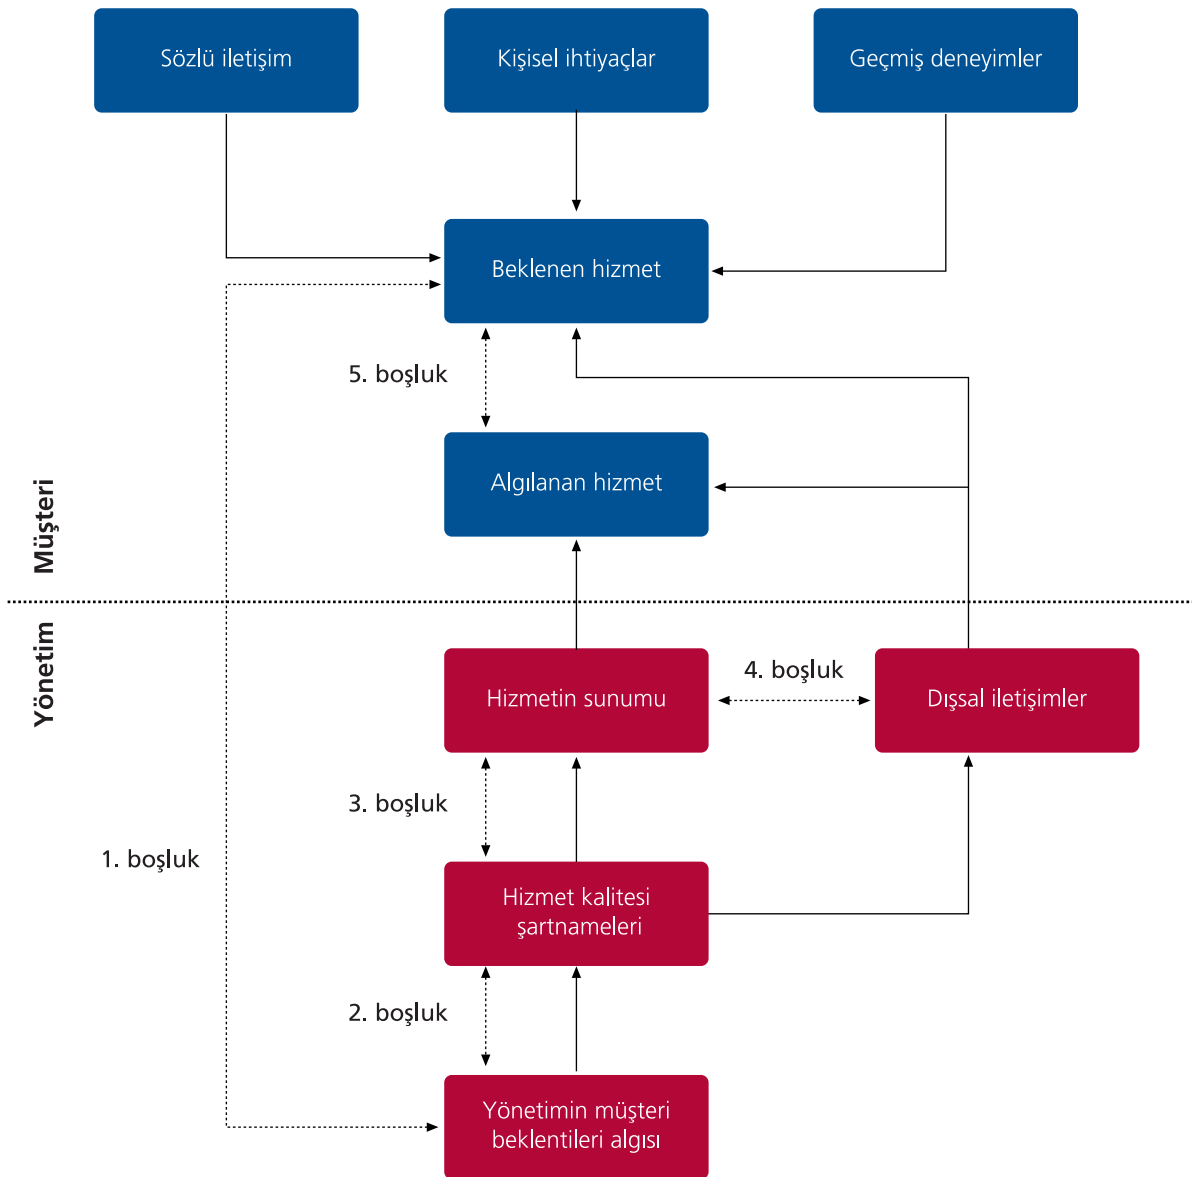 Sözlü iletişim
Kişisel ihtiyaçlar
Geçmiş deneyimler
Beklenen hizmet
5. boşluk
Algılanan hizmet
Müşteri
Yönetim
Hizmetin sunumu
4. boşluk
Dışsal iletişimler
3. boşluk
1. boşluk
Hizmet kalitesi
şartnameleri
2. boşluk
Yönetimin müşteri
beklentileri algısı